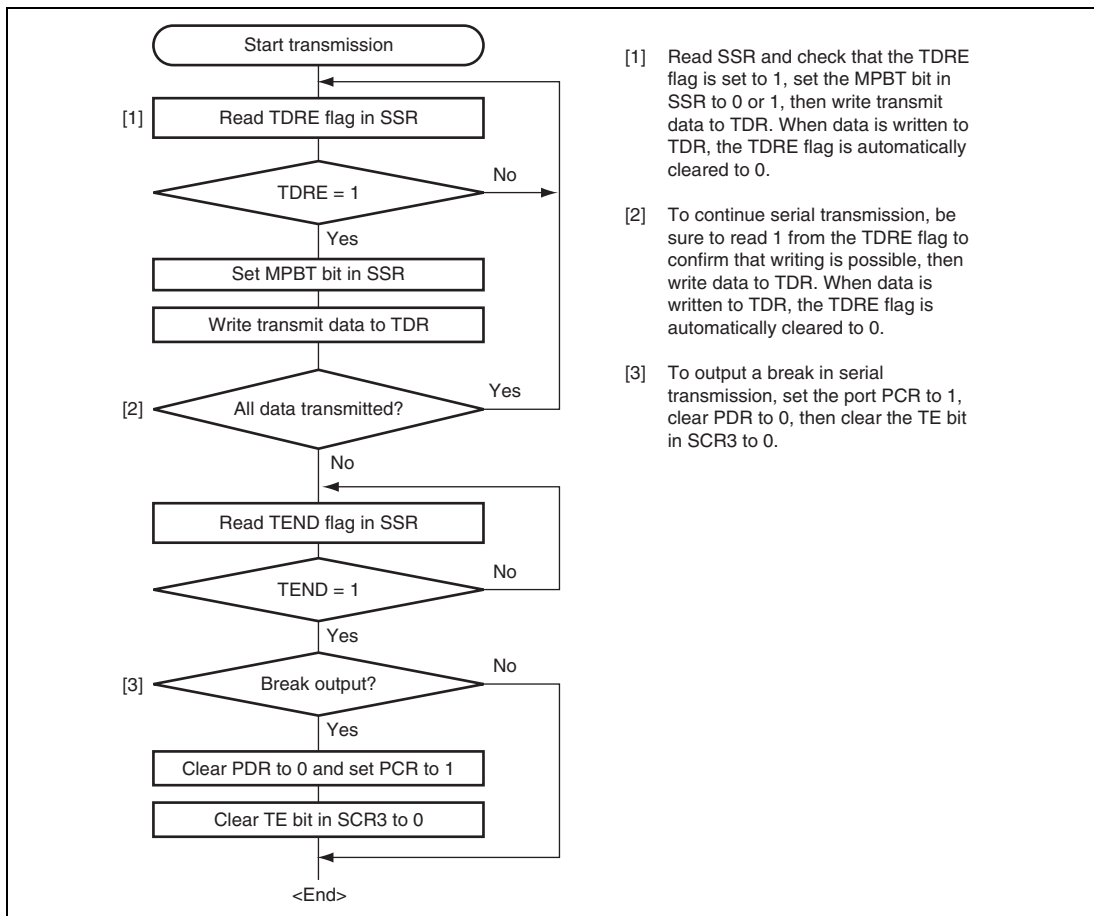 Start transmission
[1]
Read TDRE flag in SSR
TDRE = 1
No
Yes
Set MPBT bit in SSR
Write transmit data to TDR
[2]
All data transmitted?
Yes
No
Read TEND flag in SSR
TEND = 1
No
Yes
[3]
Break output?
No
Yes
Clear PDR to 0 and set PCR to 1
Clear TE bit in SCR3 to 0
<End>
[1] Read SSR and check that the TDRE
flag is set to 1, set the MPBT bit in
SSR to 0 or 1, then write transmit
data to TDR. When data is written to
TDR, the TDRE flag is automatically
cleared to 0.
[2] To continue serial transmission, be
sure to read 1 from the TDRE flag to
confirm that writing is possible, then
write data to TDR. When data is
written to TDR, the TDRE flag is
automatically cleared to 0.
[3] To output a break in serial
transmission, set the port PCR to 1,
clear PDR to 0, then clear the TE bit
in SCR3 to 0.